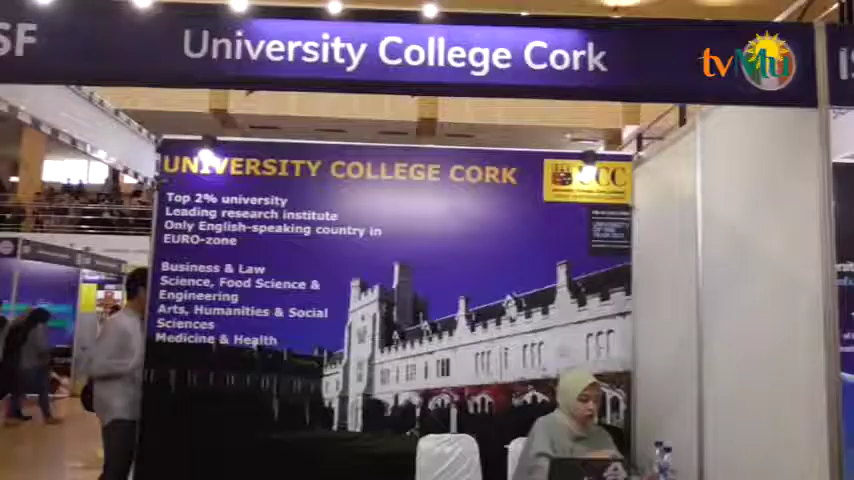 SF
University College Cork
tvMu
UNIVERSITY COLLEGE CORK
UCC
Top 2% university
Leading research institute
Only English-speaking country in
EURO-zone
Business & Law
Science, Food Science &
Engineering
Arts, Humanities & Social
Sciences
Medicine & Health